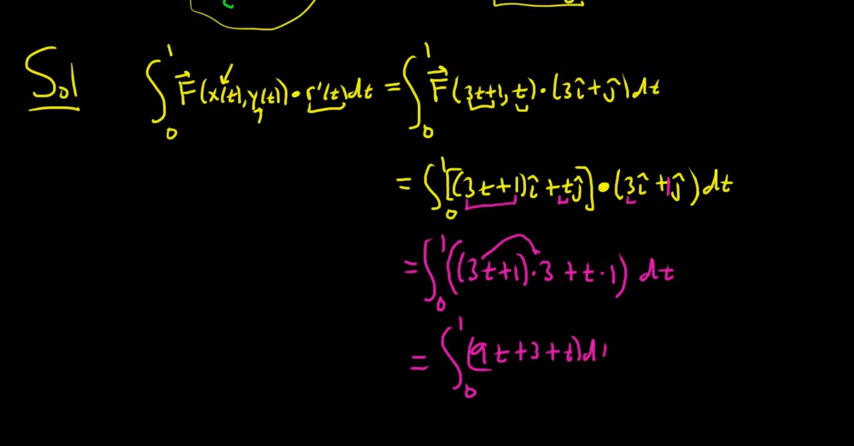 Sol ∫₀¹ F⃗(x(t), y(t)) • r'(t) dt = ∫₀¹ F⃗(3t+1, t) • (3î + ĵ) dt
= ∫₀¹ [(3t+1)î + tĵ] • (3î + 1ĵ) dt
= ∫₀¹ ((3t+1)·3 + t·1) dt
= ∫₀¹ (9t+3+t) d